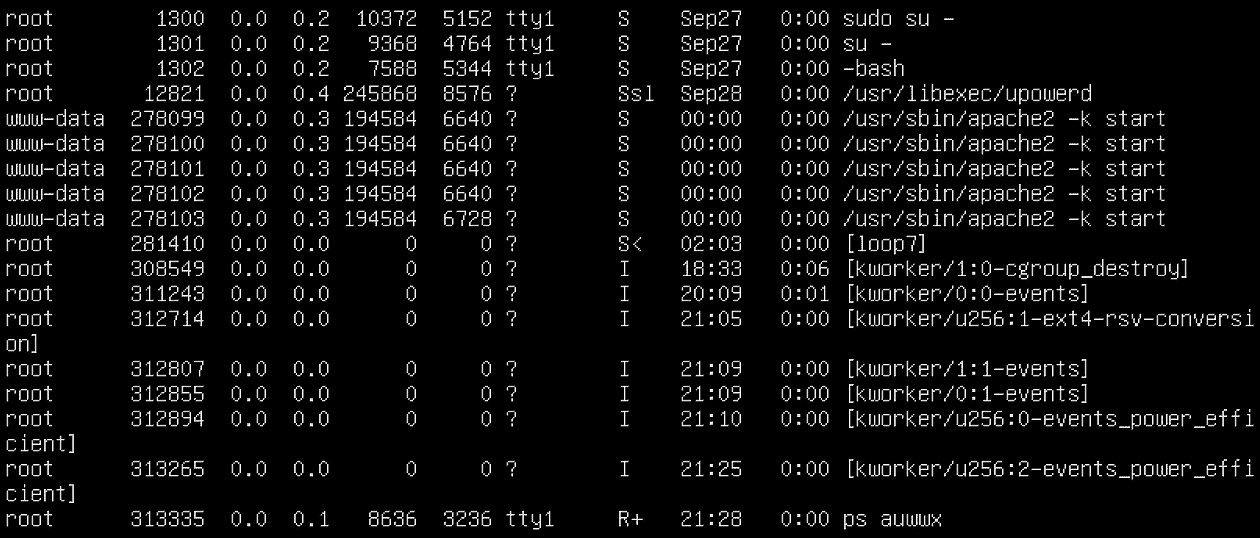 root 1300 0.0 0.2 10372 5152 tty1 S Sep27 0:00 sudo su -
root 1301 0.0 0.2 9368 4764 tty1 S Sep27 0:00 su -
root 1302 0.0 0.2 7588 5344 tty1 S Sep27 0:00 -bash
root 12821 0.0 0.4 245868 8576 ? Ssl Sep28 0:00 /usr/libexec/upowerd
www-data 278099 0.0 0.3 194584 6640 ? S 00:00 0:00 /usr/sbin/apache2 -k start
www-data 278100 0.0 0.3 194584 6640 ? S 00:00 0:00 /usr/sbin/apache2 -k start
www-data 278101 0.0 0.3 194584 6640 ? S 00:00 0:00 /usr/sbin/apache2 -k start
www-data 278102 0.0 0.3 194584 6640 ? S 00:00 0:00 /usr/sbin/apache2 -k start
www-data 278103 0.0 0.3 194584 6728 ? S 00:00 0:00 /usr/sbin/apache2 -k start
root 281410 0.0 0.0 0 0 ? S< 02:03 0:00 [loop7]
root 308549 0.0 0.0 0 0 ? I 18:33 0:06 [kworker/1:0-cgroup_destroy]
root 311243 0.0 0.0 0 0 ? I 20:09 0:01 [kworker/0:0-events]
root 312714 0.0 0.0 0 0 ? I 21:05 0:00 [kworker/u256:1-ext4-rsv-conversi
on]
root 312807 0.0 0.0 0 0 ? I 21:09 0:00 [kworker/1:1-events]
root 312855 0.0 0.0 0 0 ? I 21:09 0:00 [kworker/0:1-events]
root 312894 0.0 0.0 0 0 ? I 21:10 0:00 [kworker/u256:0-events_power_effi
cient]
root 313265 0.0 0.0 0 0 ? I 21:25 0:00 [kworker/u256:2-events_power_effi
cient]
root 313335 0.0 0.1 8636 3236 tty1 R+ 21:28 0:00 ps auwwx